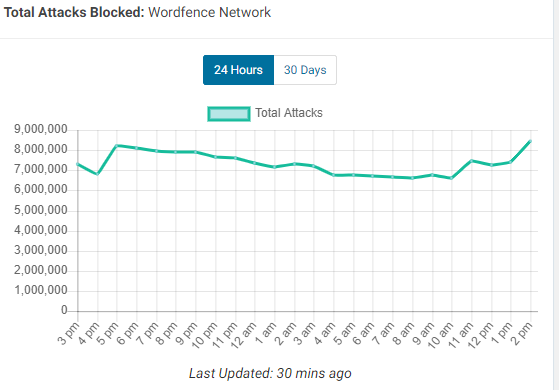 Total Attacks Blocked: Wordfence Network
24 Hours 30 Days
Total Attacks
9,000,000
8,000,000
7,000,000
6,000,000
5,000,000
4,000,000
3,000,000
2,000,000
1,000,000
0
3 pm 4 pm 5 pm 6 pm 7 pm 8 pm 9 pm 10 pm 11 pm 12 am 1 am 2 am 3 am 4 am 5 am 6 am 7 am 8 am 9 am 10 am 11 am 12 pm 1 pm 2 pm
Last Updated: 30 mins ago